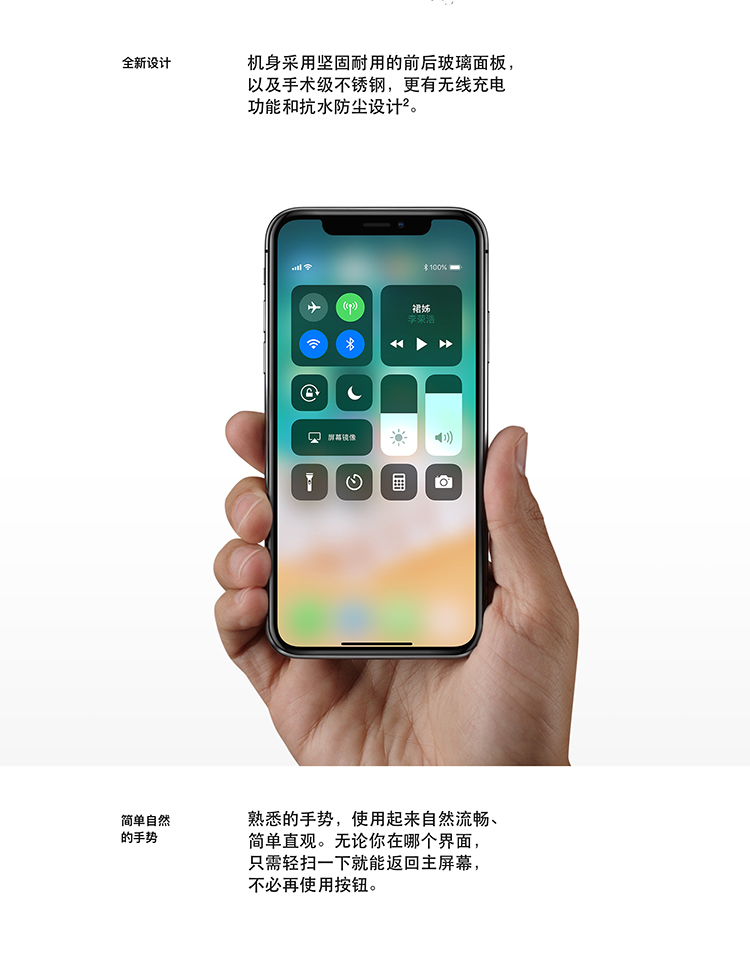 全新设计
机身采用坚固耐用的前后玻璃面板，
以及手术级不锈钢，更有无线充电
功能和抗水防尘设计²。
100%
裙姊
李荣浩
屏幕镜像
简单自然
的手势
熟悉的手势，使用起来自然流畅、
简单直观。无论你在哪个界面，
只需轻扫一下就能返回主屏幕，
不必再使用按钮。